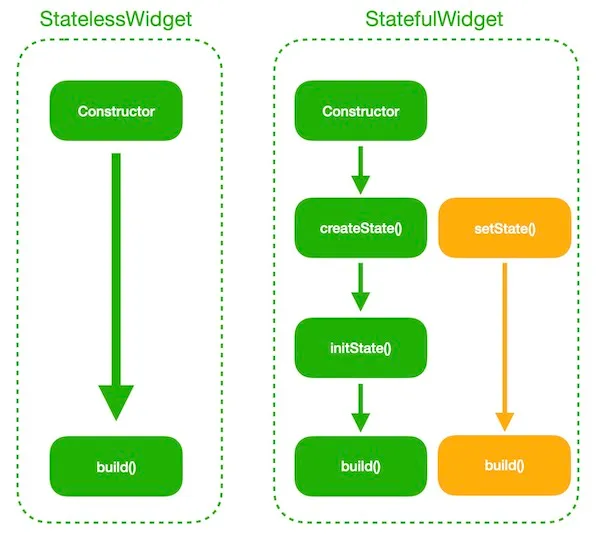 StatelessWidget
Constructor
build()
StatefulWidget
Constructor
createState()
initState()
build()
setState()
build()